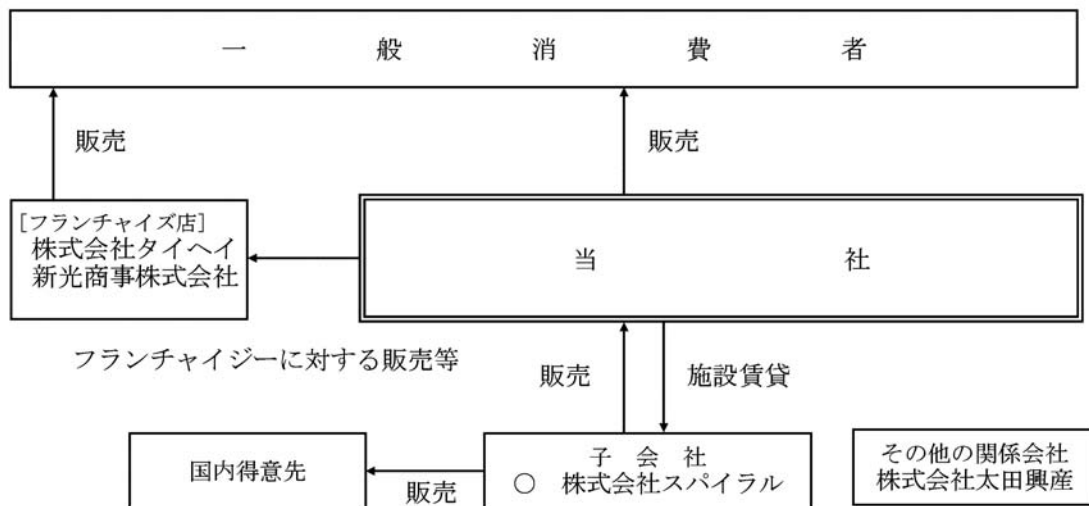 一般消費者
販売
販売
[フランチャイズ店]
株式会社タイヘイ
新光商事株式会社
当社
フランチャイジーに対する販売等
販売
施設賃貸
国内得意先
販売
子会社
○ 株式会社スパイラル
その他の関係会社
株式会社太田興産